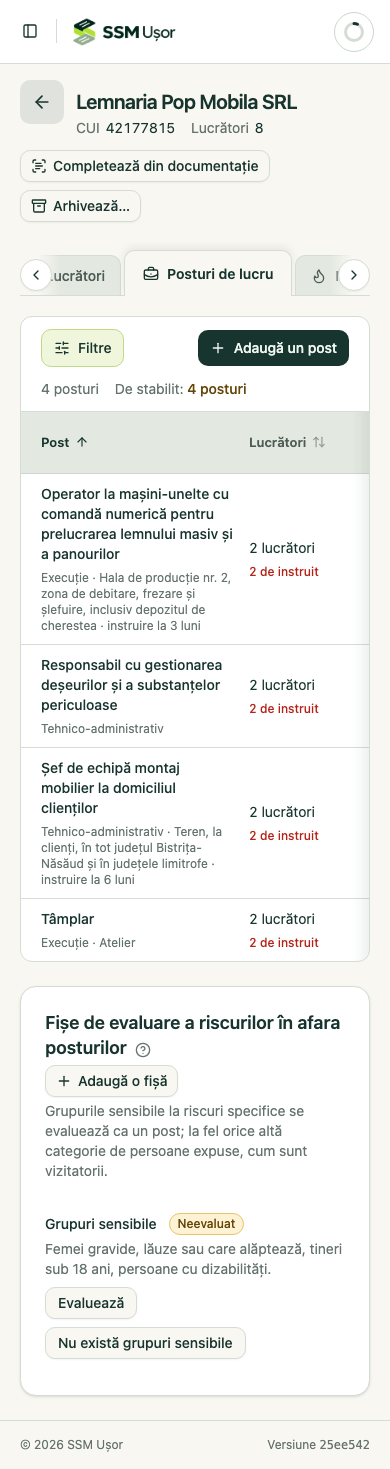 SSM Ușor
Lemnaria Pop Mobila SRL
CUI 42177815 Lucrători 8
Completează din documentație
Arhivează...
ucrători
Posturi de lucru
Filtre
Adaugă un post
4 posturi De stabilit: 4 posturi
Post
Lucrători
Operator la mașini-unelte cu
comandă numerică pentru
prelucrarea lemnului masiv și
a panourilor
Execuție · Hala de producție nr. 2,
zona de debitare, frezare și
șlefuire, inclusiv depozitul de
cherestea · instruire la 3 luni
2 lucrători
2 de instruit
Responsabil cu gestionarea
deșeurilor și a substanțelor
periculoase
Tehnico-administrativ
2 lucrători
2 de instruit
Șef de echipă montaj
mobilier la domiciliul
clienților
Tehnico-administrativ · Teren, la
clienți, în tot județul Bistrița-
Năsăud și în județele limitrofe ·
instruire la 6 luni
2 lucrători
2 de instruit
Tâmplar
Execuție · Atelier
2 lucrători
2 de instruit
Fișe de evaluare a riscurilor în afara
posturilor
Adaugă o fișă
Grupurile sensibile la riscuri specifice se
evaluează ca un post; la fel orice altă
categorie de persoane expuse, cum sunt
vizitatorii.
Grupuri sensibile Neevaluat
Femei gravide, lăuze sau care alăptează, tineri
sub 18 ani, persoane cu dizabilități.
Evaluează
Nu există grupuri sensibile
© 2026 SSM Ușor
Versiune 25ee542